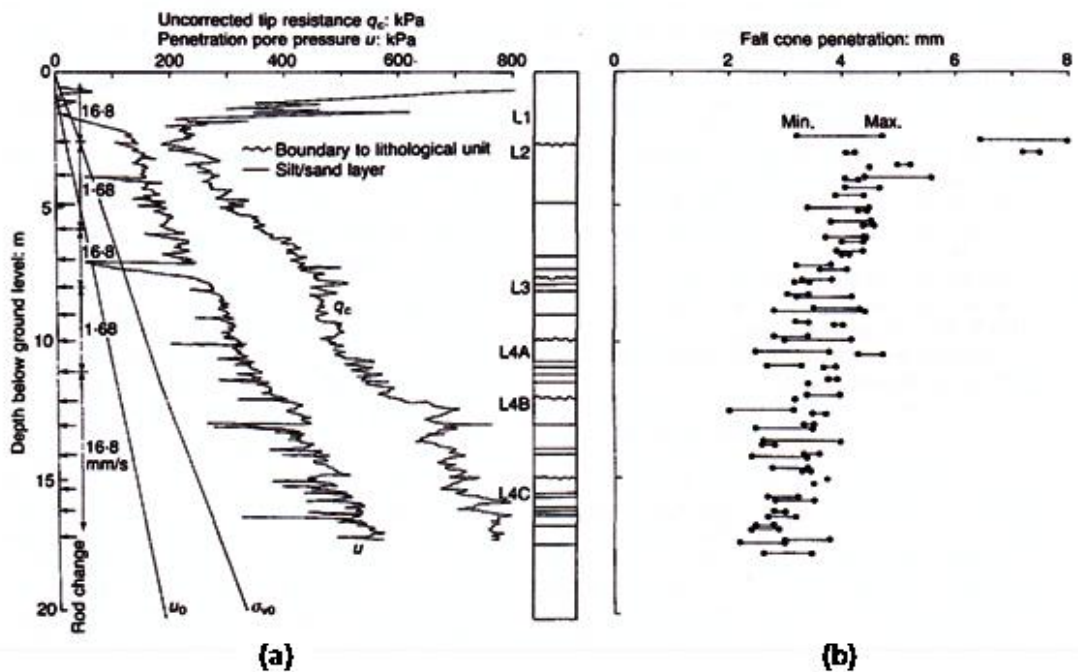 Uncorrected tip resistance qc: kPa
Penetration pore pressure u: kPa
0 200 400 600 800
Fall cone penetration: mm
0 2 4 6 8
0
5
10
15
20
Depth below ground level: m
16·8
1·68
16·8
1·68
16·8
mm/s
Rod change
Boundary to lithological unit
Silt/sand layer
qc
u
u0
σv0
L1
L2
L3
L4A
L4B
L4C
Min. Max.
(a)
(b)